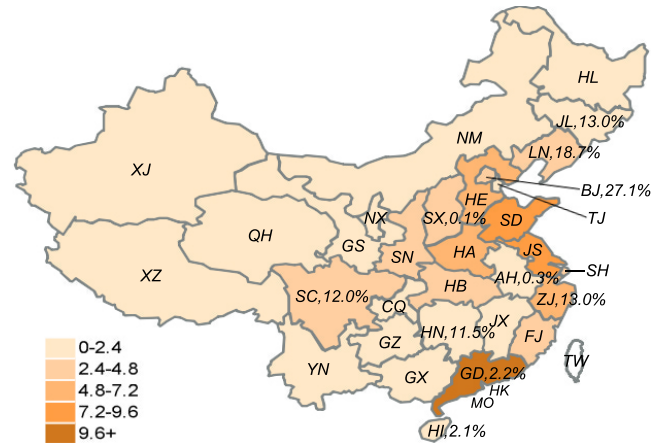 HL
JL,13.0%
NM
LN,18.7%
XJ
BJ,27.1%
HE
NX
SX,0.1%
SD
TJ
QH
GS
SN
HA
JS
XZ
AH,0.3%
SH
SC,12.0%
HB
ZJ,13.0%
CQ
HN,11.5%
JX
FJ
GZ
YN
GX
GD,2.2%
TW
HK
MO
HI,2.1%
0-2.4
2.4-4.8
4.8-7.2
7.2-9.6
9.6+